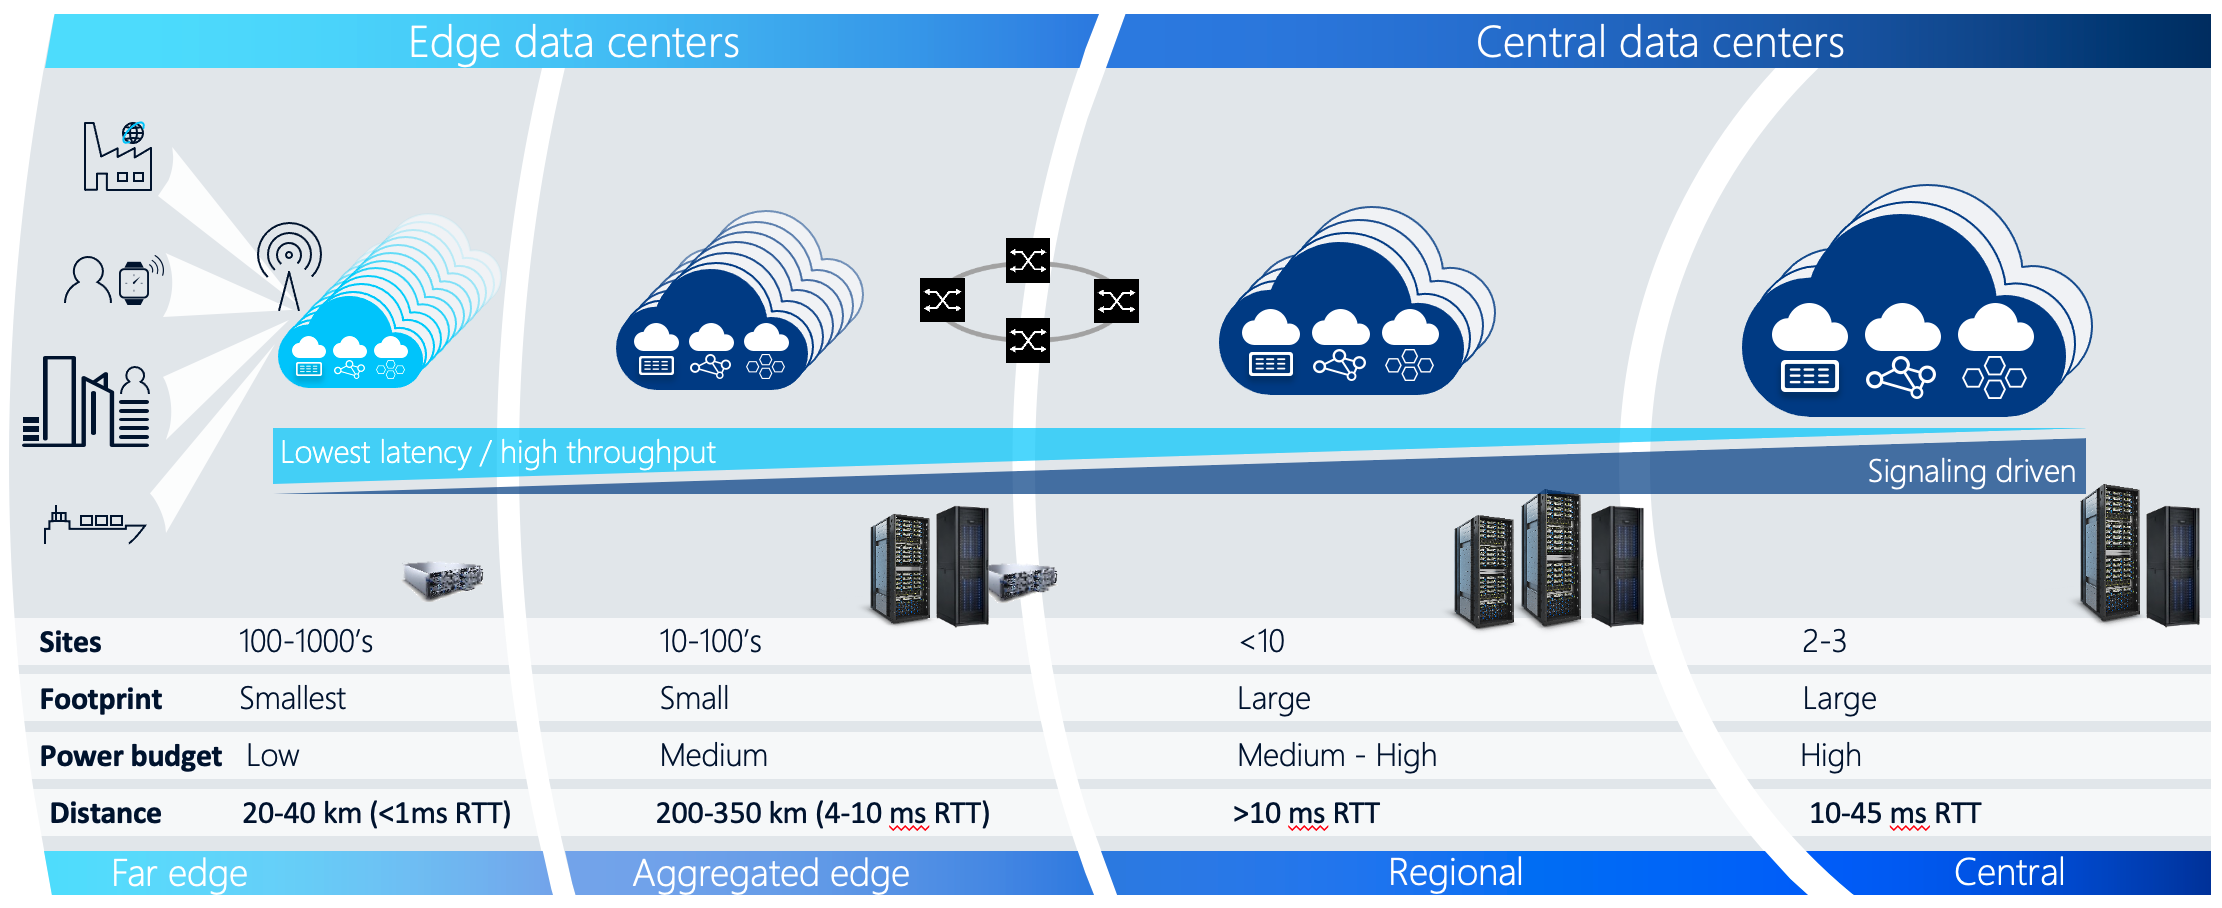 Edge data centers
Central data centers
Lowest latency / high throughput
Signaling driven
Sites 100-1000’s 10-100’s <10 2-3
Footprint Smallest Small Large Large
Power budget Low Medium Medium - High High
Distance 20-40 km (<1ms RTT) 200-350 km (4-10 ms RTT) >10 ms RTT 10-45 ms RTT
Far edge Aggregated edge Regional Central